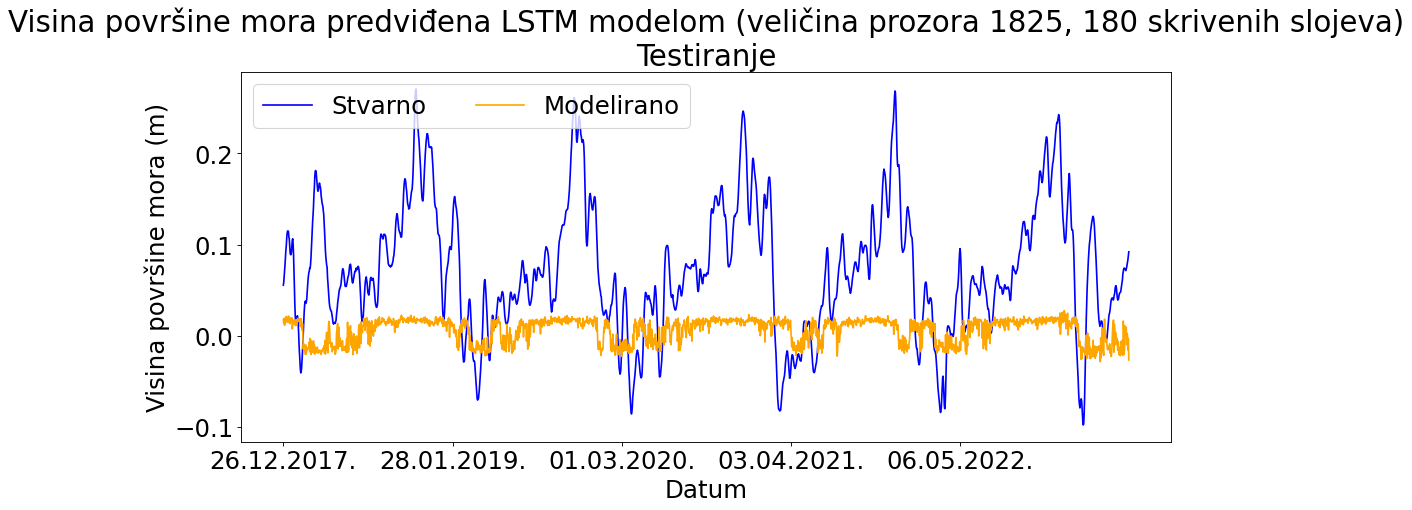 Visina površine mora predviđena LSTM modelom (veličina prozora 1825, 180 skrivenih slojeva)
Testiranje
Stvarno Modelirano
Visina površine mora (m)
0.2
0.1
0.0
−0.1
26.12.2017. 28.01.2019. 01.03.2020. 03.04.2021. 06.05.2022.
Datum